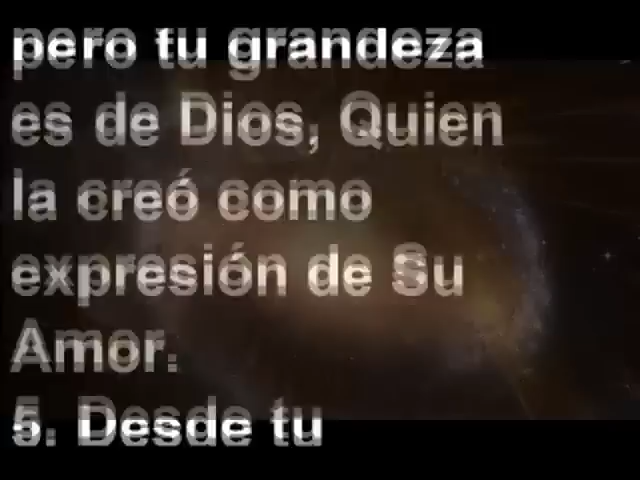 pero tu grandeza
es de Dios, Quien
la creó como
expresión de Su
Amor.
5. Desde tu